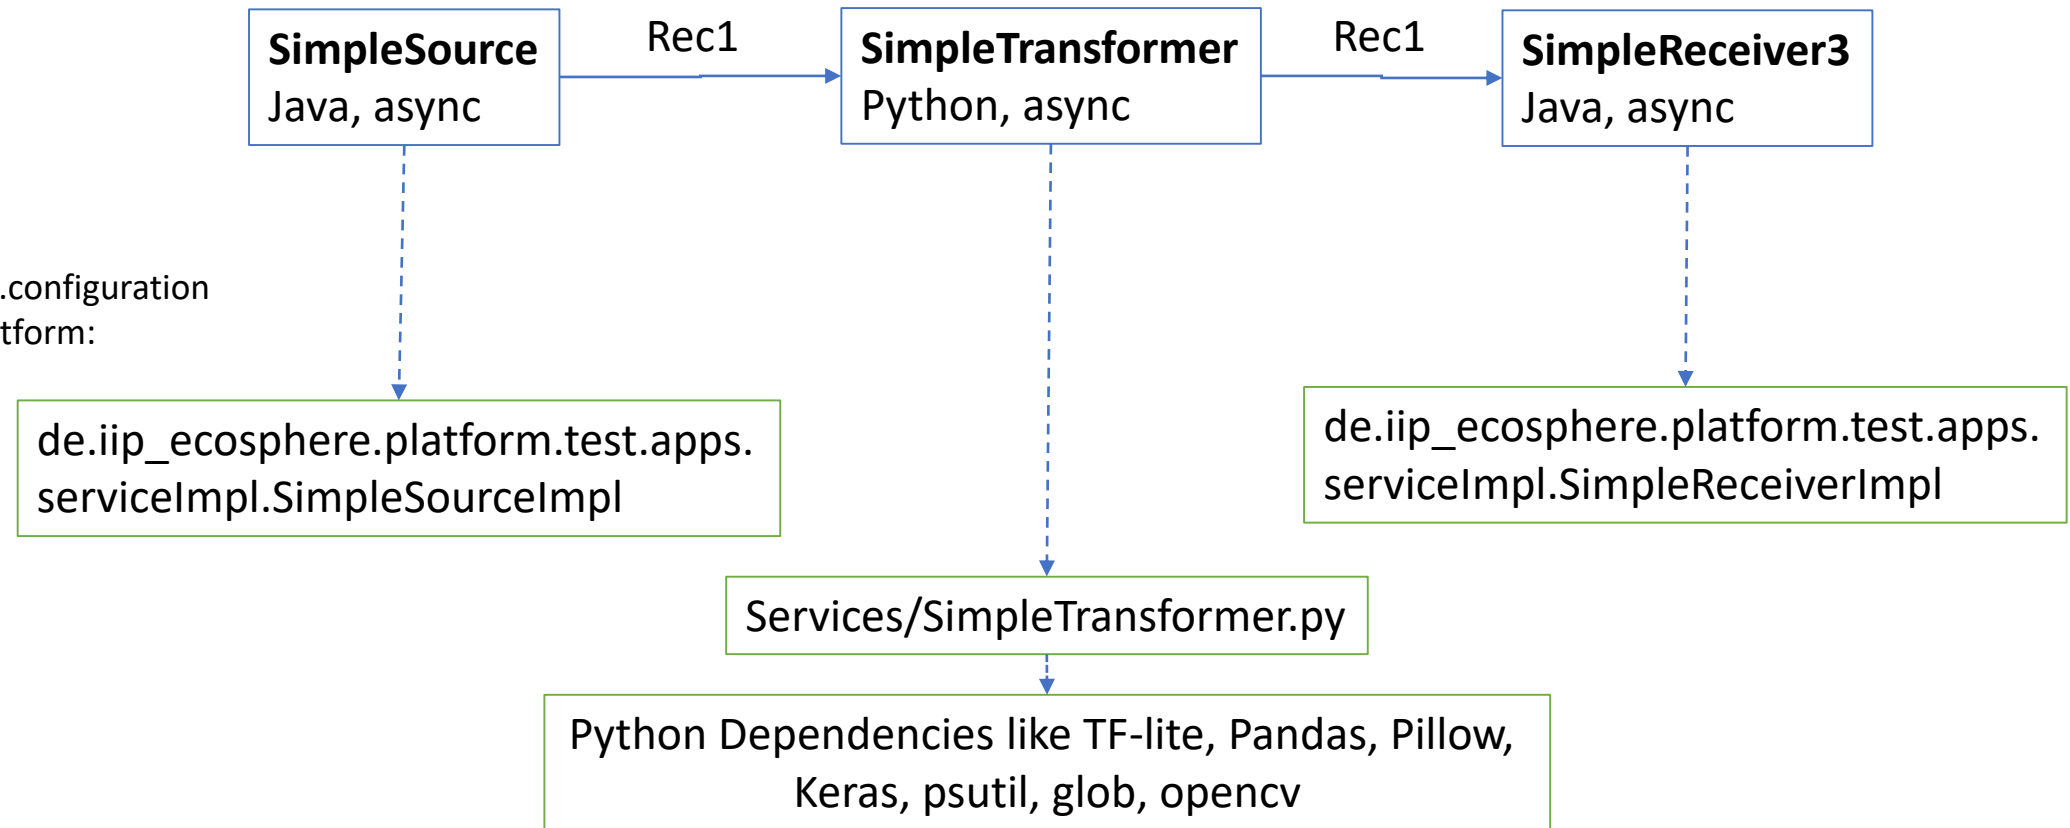 SimpleSource
Java, async
Rec1
SimpleTransformer
Python, async
Rec1
SimpleReceiver3
Java, async
.configuration
tform:
de.iip_ecosphere.platform.test.apps.
serviceImpl.SimpleSourceImpl
de.iip_ecosphere.platform.test.apps.
serviceImpl.SimpleReceiverImpl
Services/SimpleTransformer.py
Python Dependencies like TF-lite, Pandas, Pillow,
Keras, psutil, glob, opencv